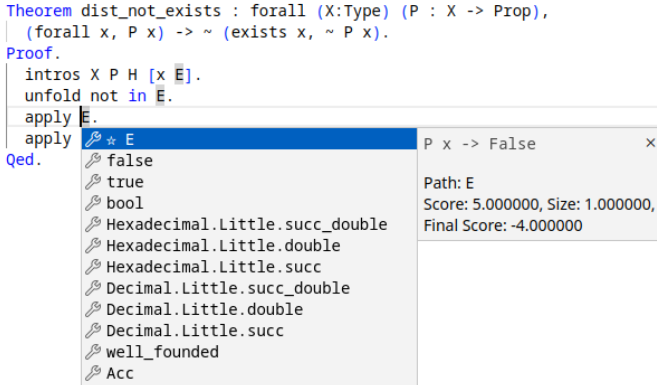 Theorem dist_not_exists : forall (X:Type) (P : X -> Prop),
(forall x, P x) -> ~ (exists x, ~ P x).
Proof.
intros X P H [x E].
unfold not in E.
apply E.
apply
Qed.
☆ E
false
true
bool
Hexadecimal.Little.succ_double
Hexadecimal.Little.double
Hexadecimal.Little.succ
Decimal.Little.succ_double
Decimal.Little.double
Decimal.Little.succ
well_founded
Acc
P x -> False
×
Path: E
Score: 5.000000, Size: 1.000000,
Final Score: -4.000000